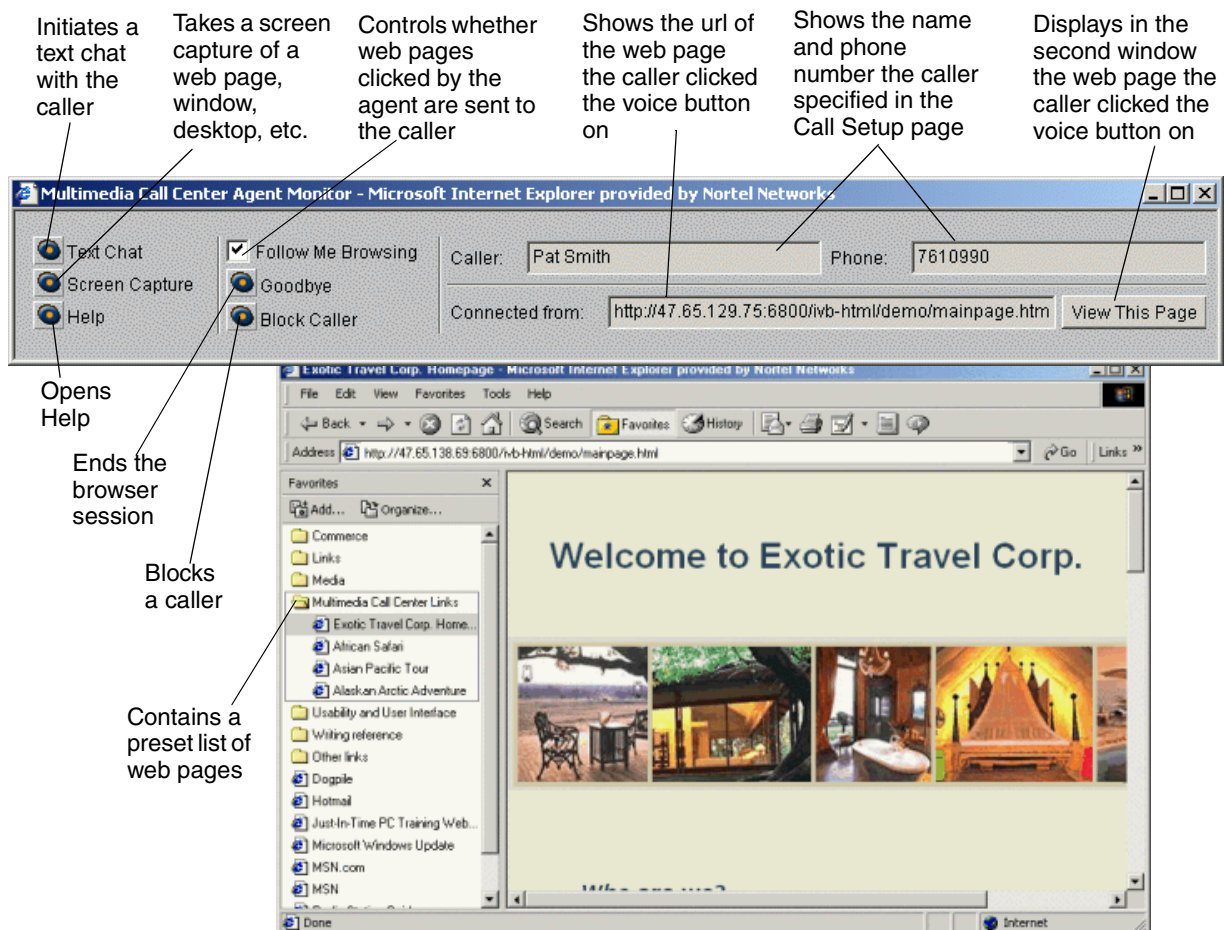 Initiates a
text chat
with the
caller
Takes a screen
capture of a
web page,
window,
desktop, etc.
Controls whether
web pages
clicked by the
agent are sent to
the caller
Shows the url of
the web page
the caller clicked
the voice button
on
Shows the name
and phone
number the caller
specified in the
Call Setup page
Displays in the
second window
the web page the
caller clicked the
voice button on
Multimedia Call Center Agent Monitor - Microsoft Internet Explorer provided by Nortel Networks
Text Chat
Screen Capture
Help
Follow Me Browsing
Goodbye
Block Caller
Caller: Pat Smith Phone: 7610990
Connected from: http://47.65.129.75:6800/ivb-html/demo/mainpage.htm View This Page
Opens
Help
Ends the
browser
session
Blocks
a caller
Contains a
preset list of
web pages
Exotic Travel Corp. Homepage - Microsoft Internet Explorer provided by Nortel Networks
File Edit View Favorites Tools Help
Back Search Favorites History
Address http://47.65.138.69:6800/ivb-html/demo/mainpage.html Go Links »
Favorites x
Add... Organize...
Commerce
Links
Media
Multimedia Call Center Links
Exotic Travel Corp. Home...
African Safari
Asian Pacific Tour
Alaskan Arctic Adventure
Usability and User Interface
Writing reference
Other links
Dogpile
Hotmail
Just-In-Time PC Training Web...
Microsoft Windows Update
MSN.com
MSN
Welcome to Exotic Travel Corp.
Who are we?
Done Internet